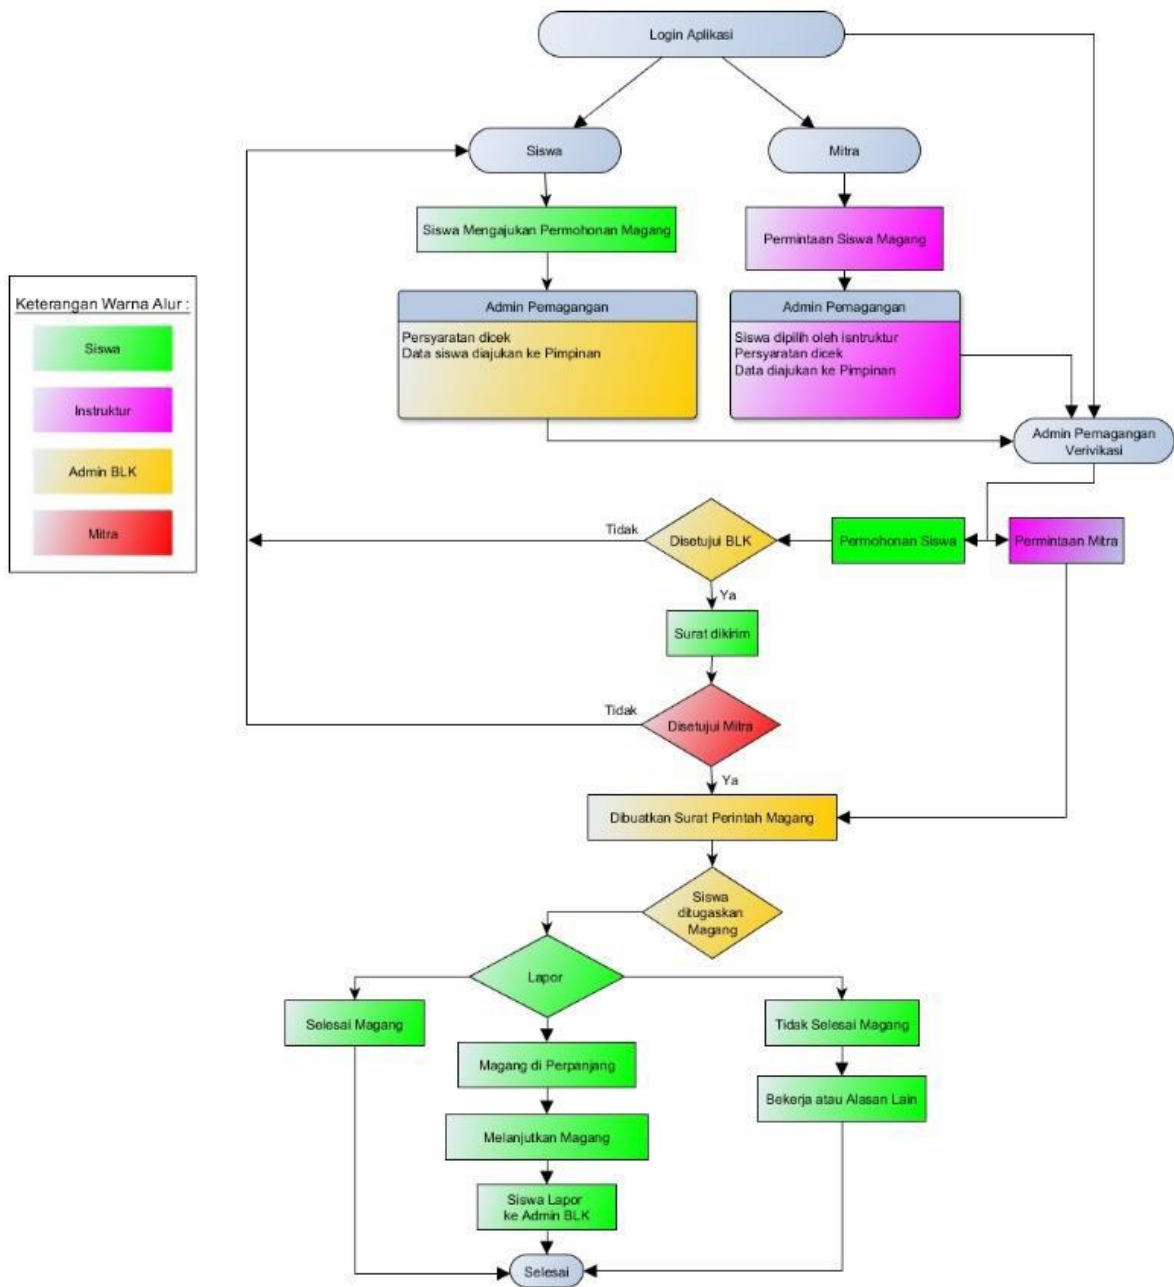 Login Aplikasi
Siswa
Mitra
Siswa Mengajukan Permohonan Magang
Permintaan Siswa Magang
Keterangan Warna Alur :
Siswa
Instruktur
Admin BLK
Mitra
Admin Pemagangan
Persyaratan dicek
Data siswa diajukan ke Pimpinan
Admin Pemagangan
Siswa dipilih oleh isntruktur
Persyaratan dicek
Data diajukan ke Pimpinan
Admin Pemagangan
Verivikasi
Tidak
Disetujui BLK
Permohonan Siswa
Permintaan Mitra
Ya
Surat dikirim
Tidak
Disetujui Mitra
Ya
Dibuatkan Surat Perintah Magang
Siswa
ditugaskan
Magang
Lapor
Selesai Magang
Tidak Selesai Magang
Magang di Perpanjang
Bekerja atau Alasan Lain
Melanjutkan Magang
Siswa Lapor
ke Admin BLK
Selesai